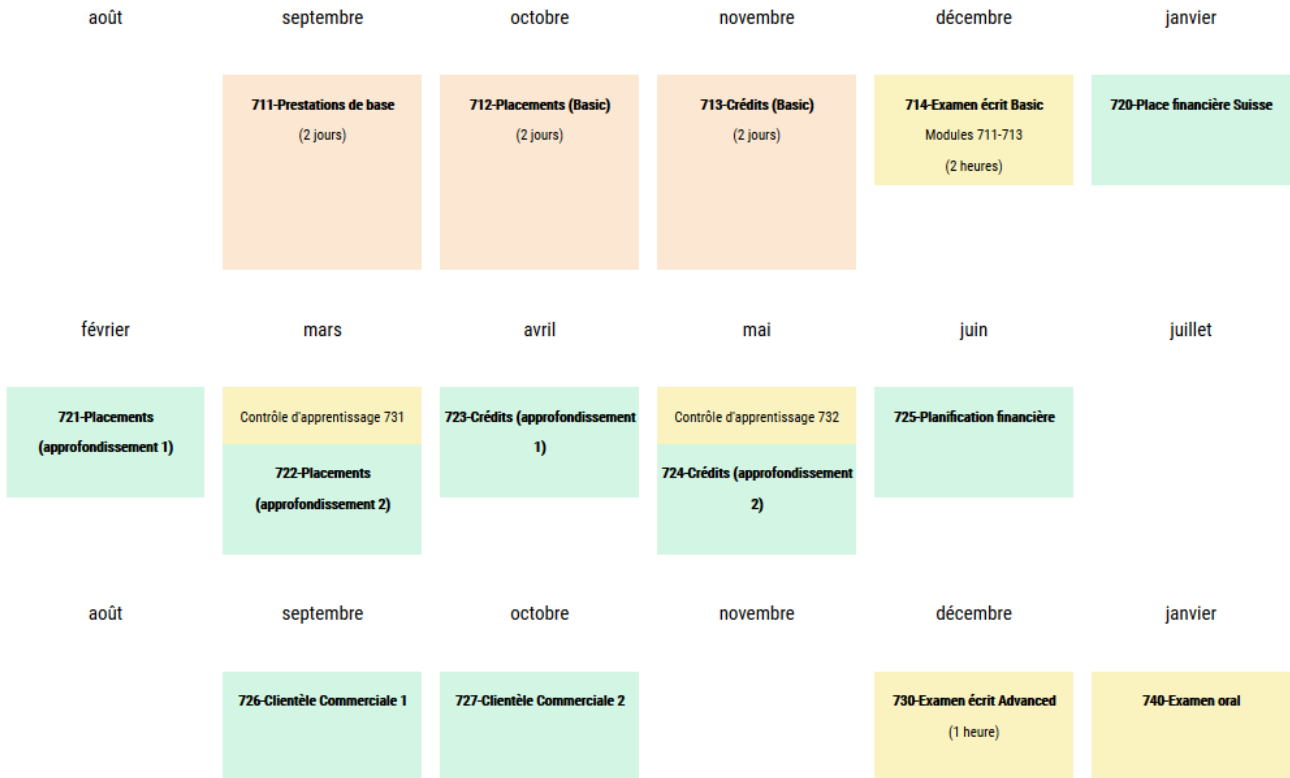 août septembre octobre novembre décembre janvier
711-Prestations de base
(2 jours)
712-Placements (Basic)
(2 jours)
713-Crédits (Basic)
(2 jours)
714-Examen écrit Basic
Modules 711-713
(2 heures)
720-Place financière Suisse
février mars avril mai juin juillet
721-Placements
(approfondissement 1)
Contrôle d'apprentissage 731
722-Placements
(approfondissement 2)
723-Crédits (approfondissement
1)
Contrôle d'apprentissage 732
724-Crédits (approfondissement
2)
725-Planification financière
août septembre octobre novembre décembre janvier
726-Clientèle Commerciale 1
727-Clientèle Commerciale 2
730-Examen écrit Advanced
(1 heure)
740-Examen oral